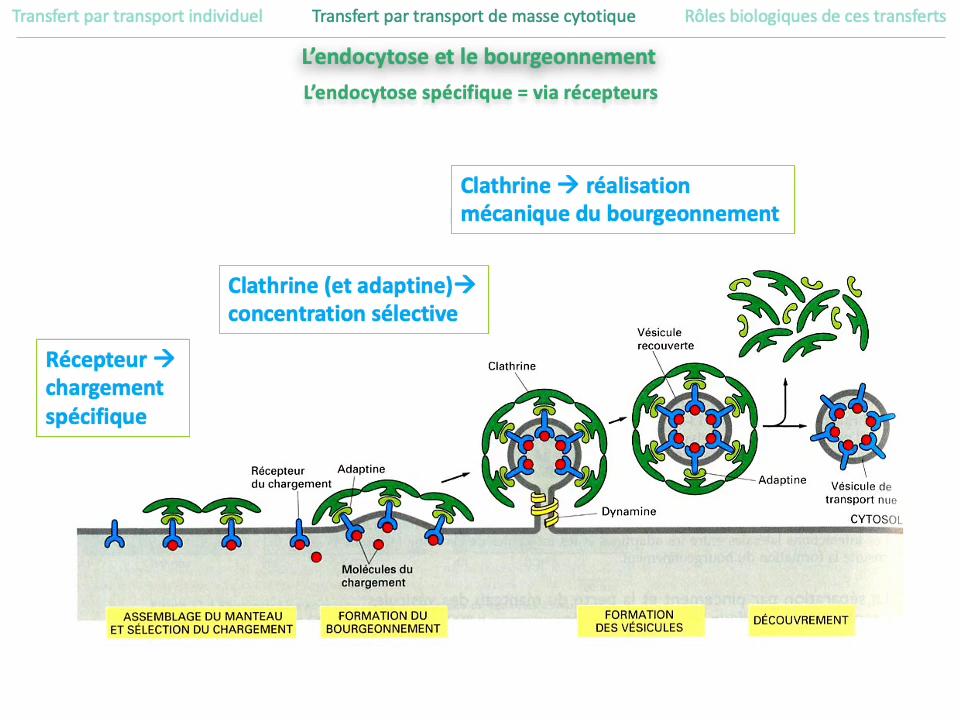 Transfert par transport individuel
Transfert par transport de masse cytotique
Rôles biologiques de ces transferts
L'endocytose et le bourgeonnement
L'endocytose spécifique = via récepteurs
Clathrine → réalisation
mécanique du bourgeonnement
Clathrine (et adaptine)→
concentration sélective
Récepteur →
chargement
spécifique
Vésicule
recouverte
Clathrine
Récepteur
du chargement
Adaptine
Adaptine
Dynamine
Vésicule de
transport nue
CYTOSOL
Molécules du
chargement
ASSEMBLAGE DU MANTEAU
ET SÉLECTION DU CHARGEMENT
FORMATION DU
BOURGEONNEMENT
FORMATION
DES VÉSICULES
DÉCOUVREMENT